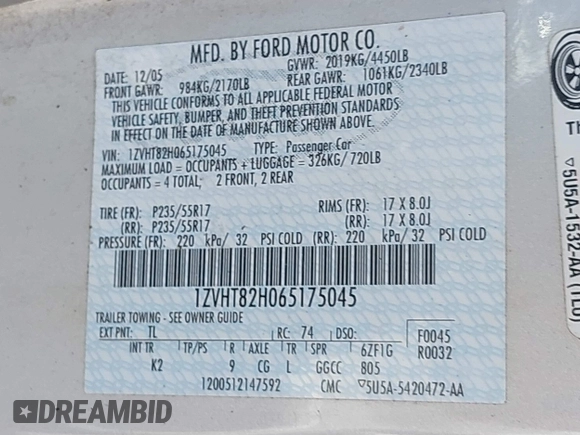 MFD. BY FORD MOTOR CO.
DATE: 12/05 GVWR: 2019KG/4450LB
FRONT GAWR: 984KG/2170LB REAR GAWR: 1061KG/2340LB
THIS VEHICLE CONFORMS TO ALL APPLICABLE FEDERAL MOTOR
VEHICLE SAFETY, BUMPER, AND THEFT PREVENTION STANDARDS
IN EFFECT ON THE DATE OF MANUFACTURE SHOWN ABOVE.
VIN: 1ZVHT82H065175045 TYPE: Passenger Car
MAXIMUM LOAD = OCCUPANTS + LUGGAGE = 326KG/ 720LB
OCCUPANTS = 4 TOTAL; 2 FRONT, 2 REAR
TIRE (FR): P235/55R17 RIMS (FR): 17 X 8.0J
(RR): P235/55R17 (RR): 17 X 8.0J
PRESSURE (FR): 220 kPa/ 32 PSI COLD (RR): 220 kPa/ 32 PSI COLD
1ZVHT82H065175045
TRAILER TOWING - SEE OWNER GUIDE
EXT PNT: TL RC: 74 DSO: F0045
INT TR TP/PS R AXLE TR SPR 6ZF1G R0032
K2 9 CG L GGCC 805
1200512147592 CMC ▽5U5A-5420472-AA
▽5U5A-1532-AA (TLU)
DREAMBID